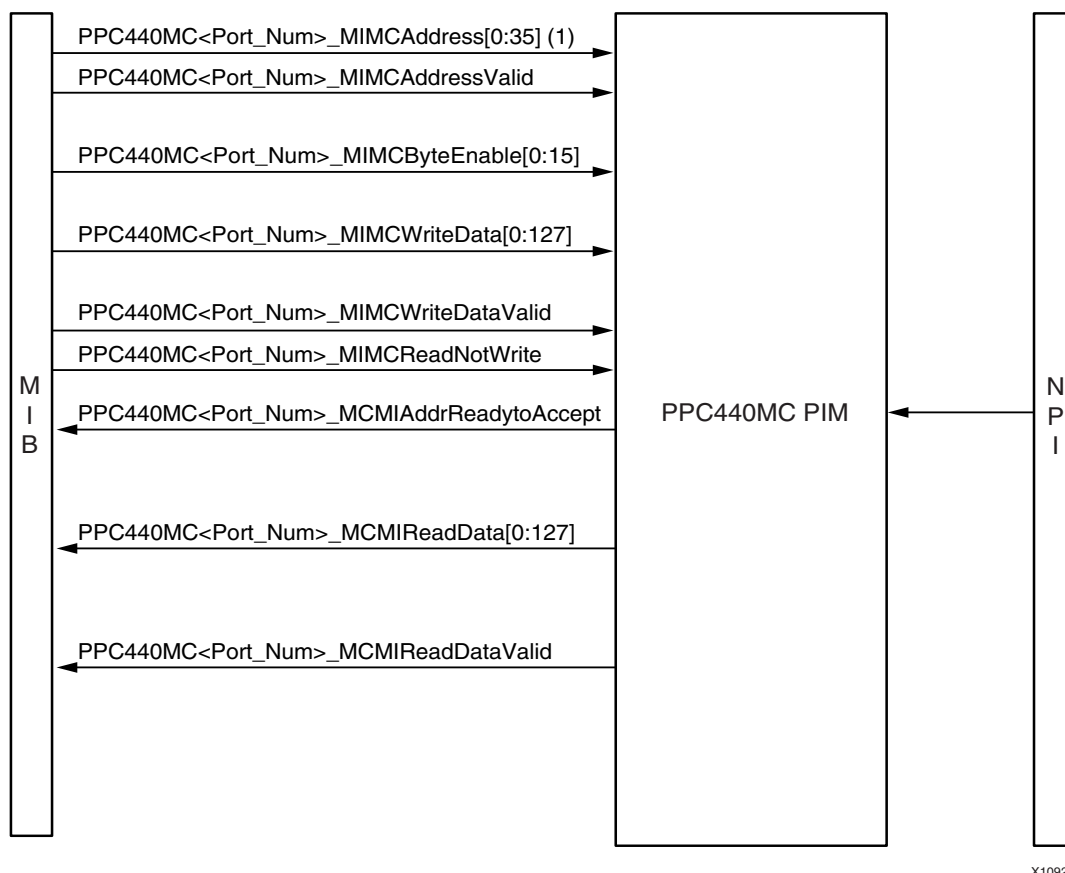 PPC440MC<Port_Num>_MIMCAddress[0:35] (1)
PPC440MC<Port_Num>_MIMCAddressValid
PPC440MC<Port_Num>_MIMCByteEnable[0:15]
PPC440MC<Port_Num>_MIMCWriteData[0:127]
PPC440MC<Port_Num>_MIMCWriteDataValid
PPC440MC<Port_Num>_MIMCReadNotWrite
MIB
PPC440MC<Port_Num>_MCMIAddrReadytoAccept
PPC440MC PIM
NPI
PPC440MC<Port_Num>_MCMIReadData[0:127]
PPC440MC<Port_Num>_MCMIReadDataValid